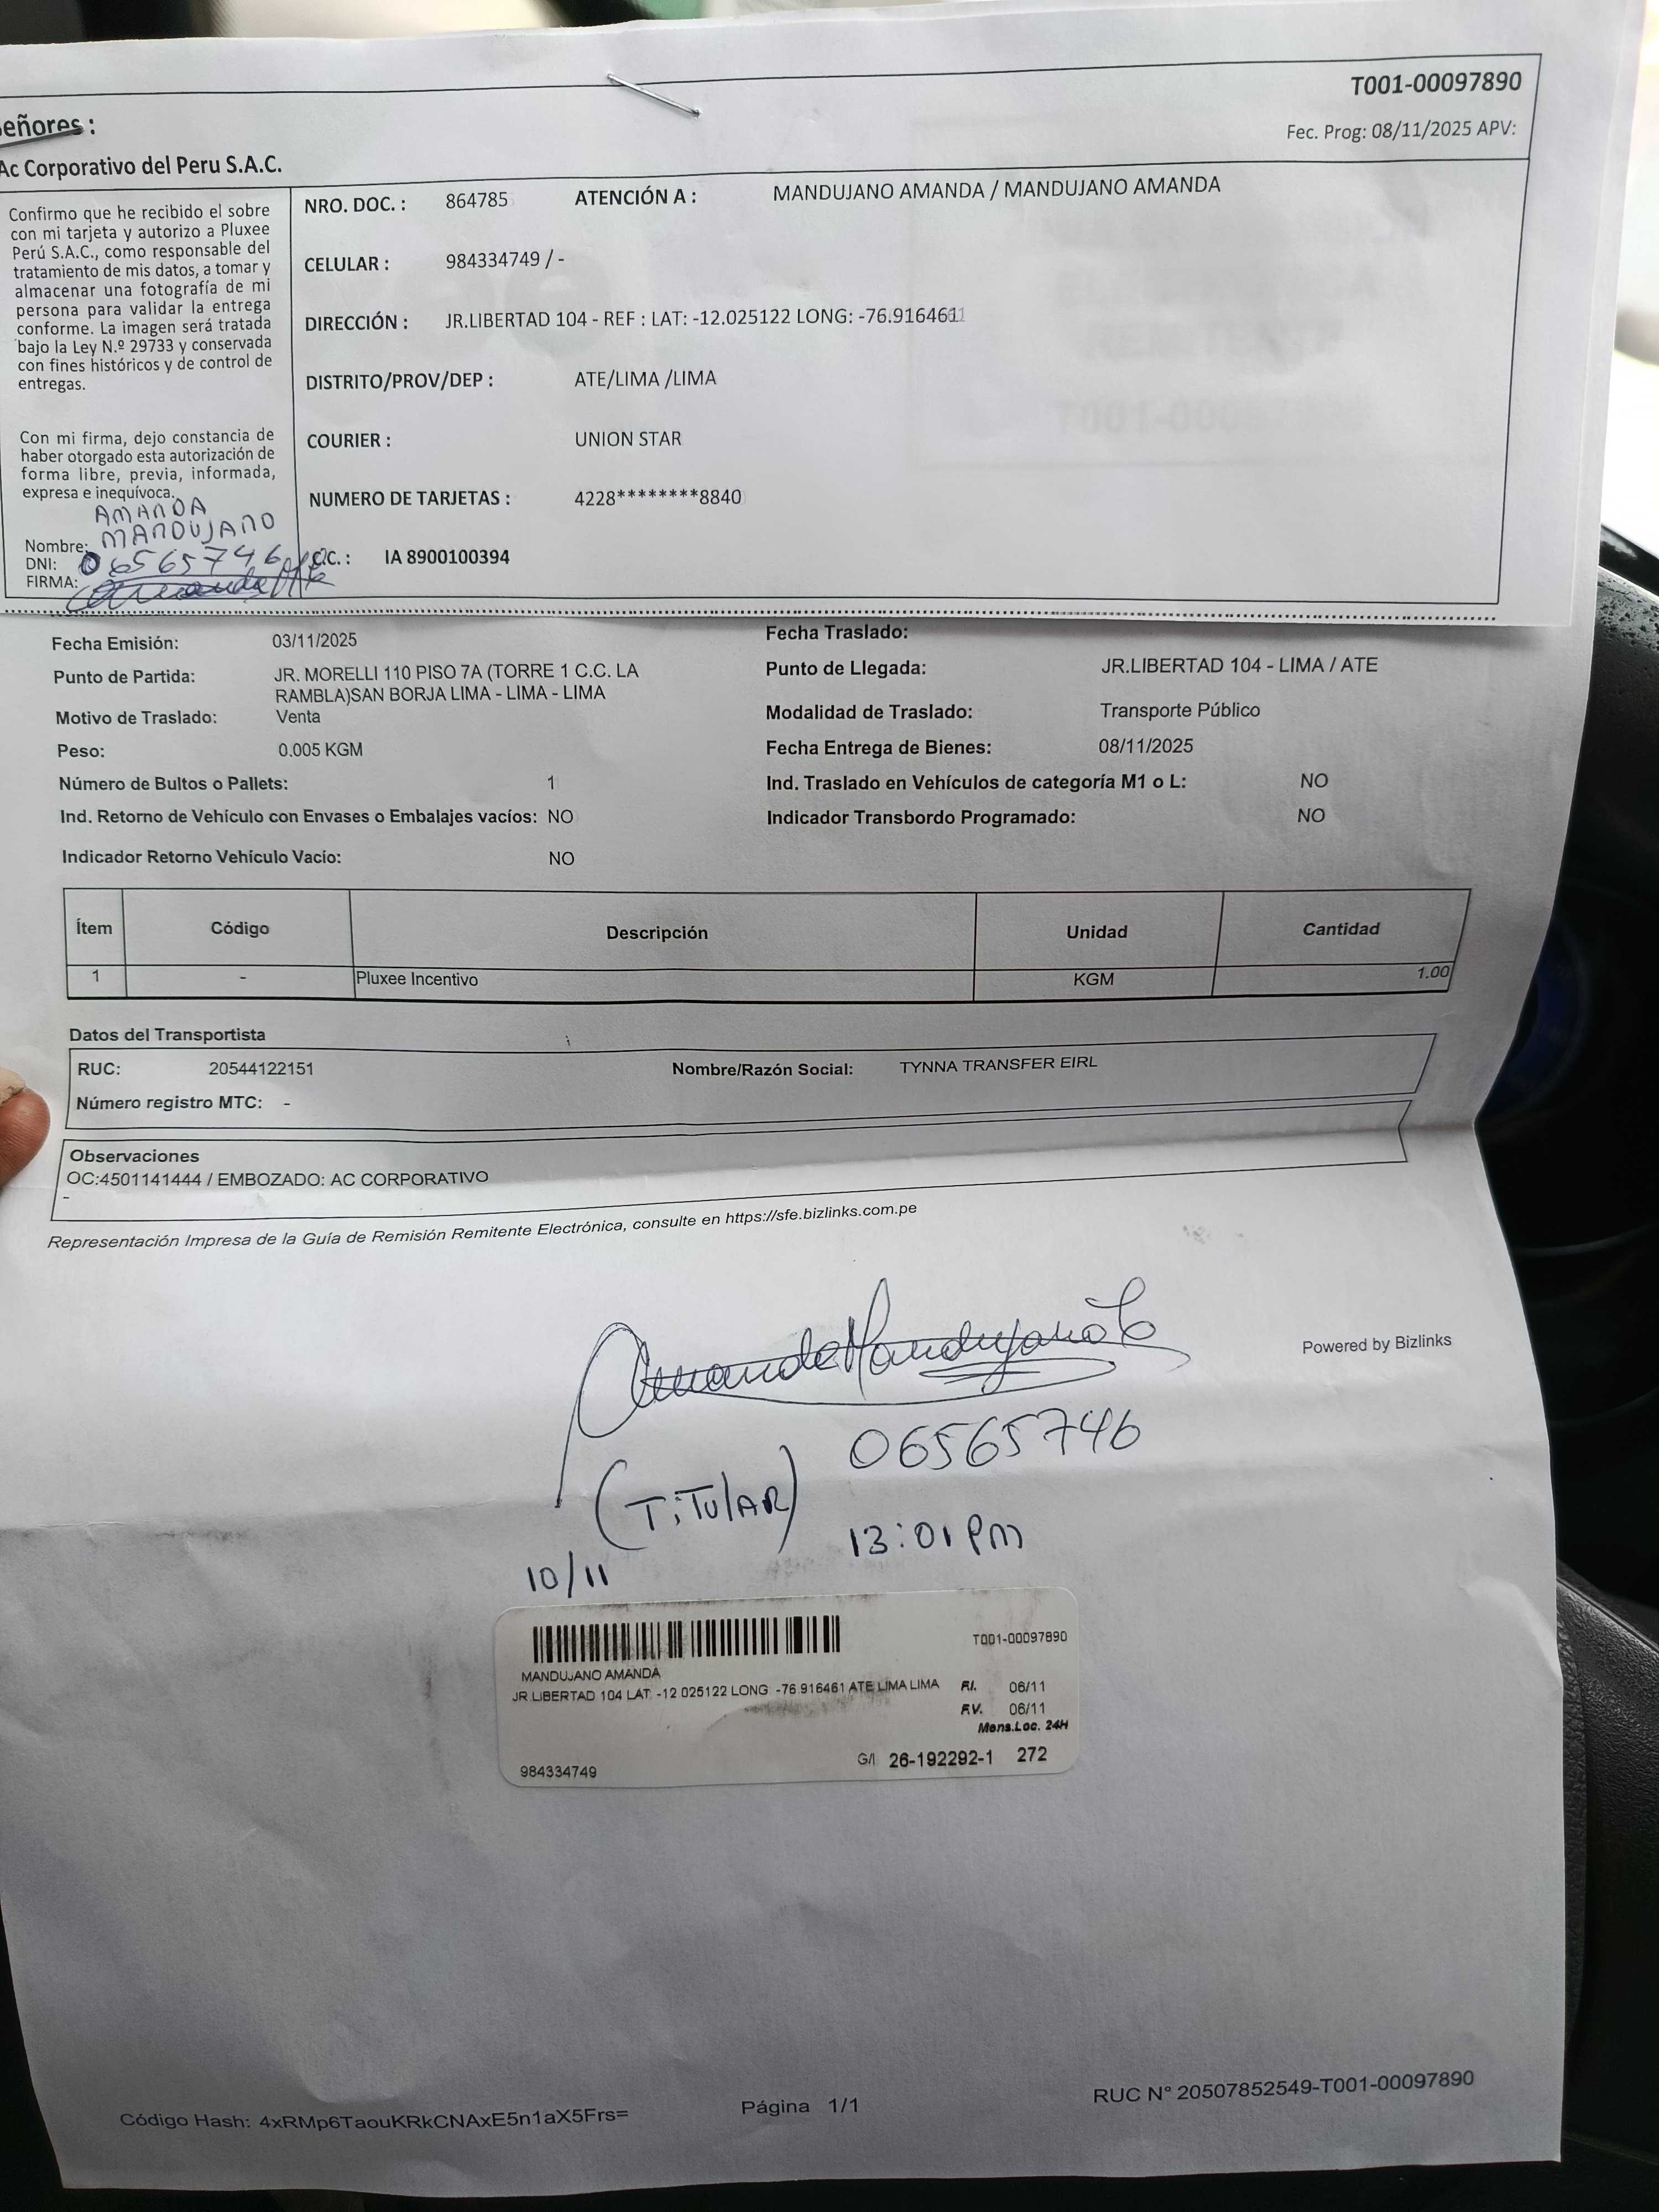 T001-00097890
Fec. Prog: 08/11/2025 APV:
eñores :
Ac Corporativo del Peru S.A.C.
Confirmo que he recibido el sobre
con mi tarjeta y autorizo a Pluxee
Perú S.A.C., como responsable del
tratamiento de mis datos, a tomar y
almacenar una fotografía de mi
persona para validar la entrega
conforme. La imagen será tratada
bajo la Ley N.º 29733 y conservada
con fines históricos y de control de
entregas.
Con mi firma, dejo constancia de
haber otorgado esta autorización de
forma libre, previa, informada,
expresa e inequívoca.
AMANDA
Nombre: MANDUJANO
DNI: 06565746
FIRMA:
NRO. DOC. : 864785 ATENCIÓN A : MANDUJANO AMANDA / MANDUJANO AMANDA
CELULAR : 984334749 / -
DIRECCIÓN : JR.LIBERTAD 104 - REF : LAT: -12.025122 LONG: -76.916461
DISTRITO/PROV/DEP : ATE/LIMA /LIMA
COURIER : UNION STAR
NUMERO DE TARJETAS : 4228********8840
C.C. : IA 8900100394
Fecha Emisión: 03/11/2025 Fecha Traslado:
Punto de Partida: JR. MORELLI 110 PISO 7A (TORRE 1 C.C. LA
RAMBLA)SAN BORJA LIMA - LIMA - LIMA
Punto de Llegada: JR.LIBERTAD 104 - LIMA / ATE
Motivo de Traslado: Venta Modalidad de Traslado: Transporte Público
Peso: 0.005 KGM Fecha Entrega de Bienes: 08/11/2025
Número de Bultos o Pallets: 1 Ind. Traslado en Vehículos de categoría M1 o L: NO
Ind. Retorno de Vehículo con Envases o Embalajes vacíos: NO Indicador Transbordo Programado: NO
Indicador Retorno Vehículo Vacío: NO
Ítem Código Descripción Unidad Cantidad
1 - Pluxee Incentivo KGM 1.00
Datos del Transportista
RUC: 20544122151 Nombre/Razón Social: TYNNA TRANSFER EIRL
Número registro MTC: -
Observaciones
OC:4501141444 / EMBOZADO: AC CORPORATIVO
-
Representación Impresa de la Guía de Remisión Remitente Electrónica, consulte en https://sfe.bizlinks.com.pe
Powered by Bizlinks
Amanda Mandujano
06565746
(TiTulAR)
13:01 PM
10/11
T001-00097890
MANDUJANO AMANDA
JR.LIBERTAD 104 LAT: -12.025122 LONG: -76.916461 ATE LIMA LIMA
F.I. 06/11
F.V. 06/11
Mens.Loc. 24H
G/I 26-192292-1 272
984334749
Código Hash: 4xRMp6TaouKRkCNAxE5n1aX5Frs= Página 1/1 RUC N° 20507852549-T001-00097890